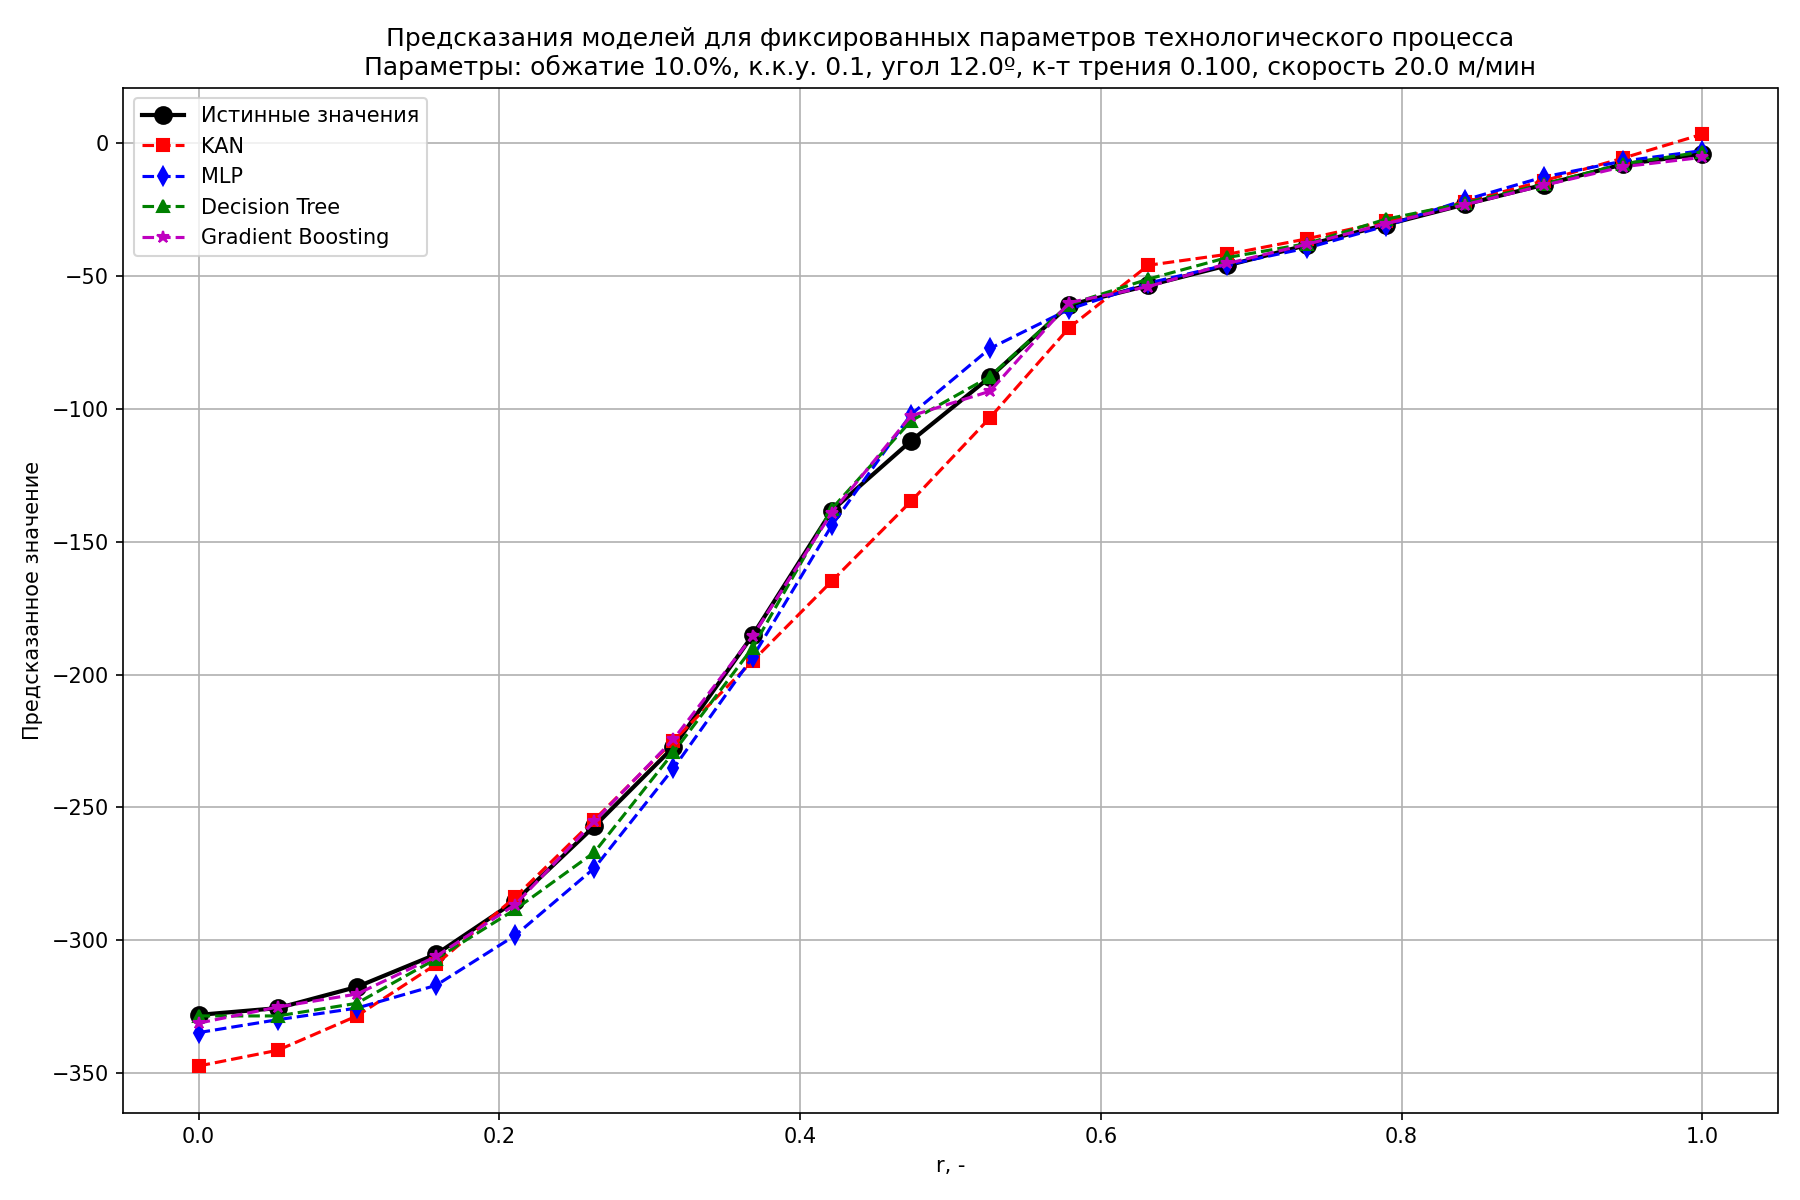 Предсказания моделей для фиксированных параметров технологического процесса
Параметры: обжатие 10.0%, к.к.у. 0.1, угол 12.0º, к-т трения 0.100, скорость 20.0 м/мин
Истинные значения
KAN
MLP
Decision Tree
Gradient Boosting
Предсказанное значение
0
−50
−100
−150
−200
−250
−300
−350
0.0
0.2
0.4
0.6
0.8
1.0
r, -